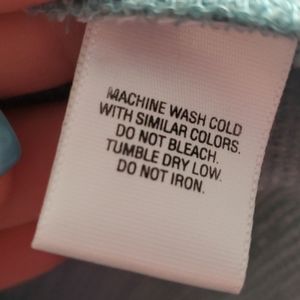 MACHINE WASH COLD
WITH SIMILAR COLORS.
DO NOT BLEACH.
TUMBLE DRY LOW.
DO NOT IRON.